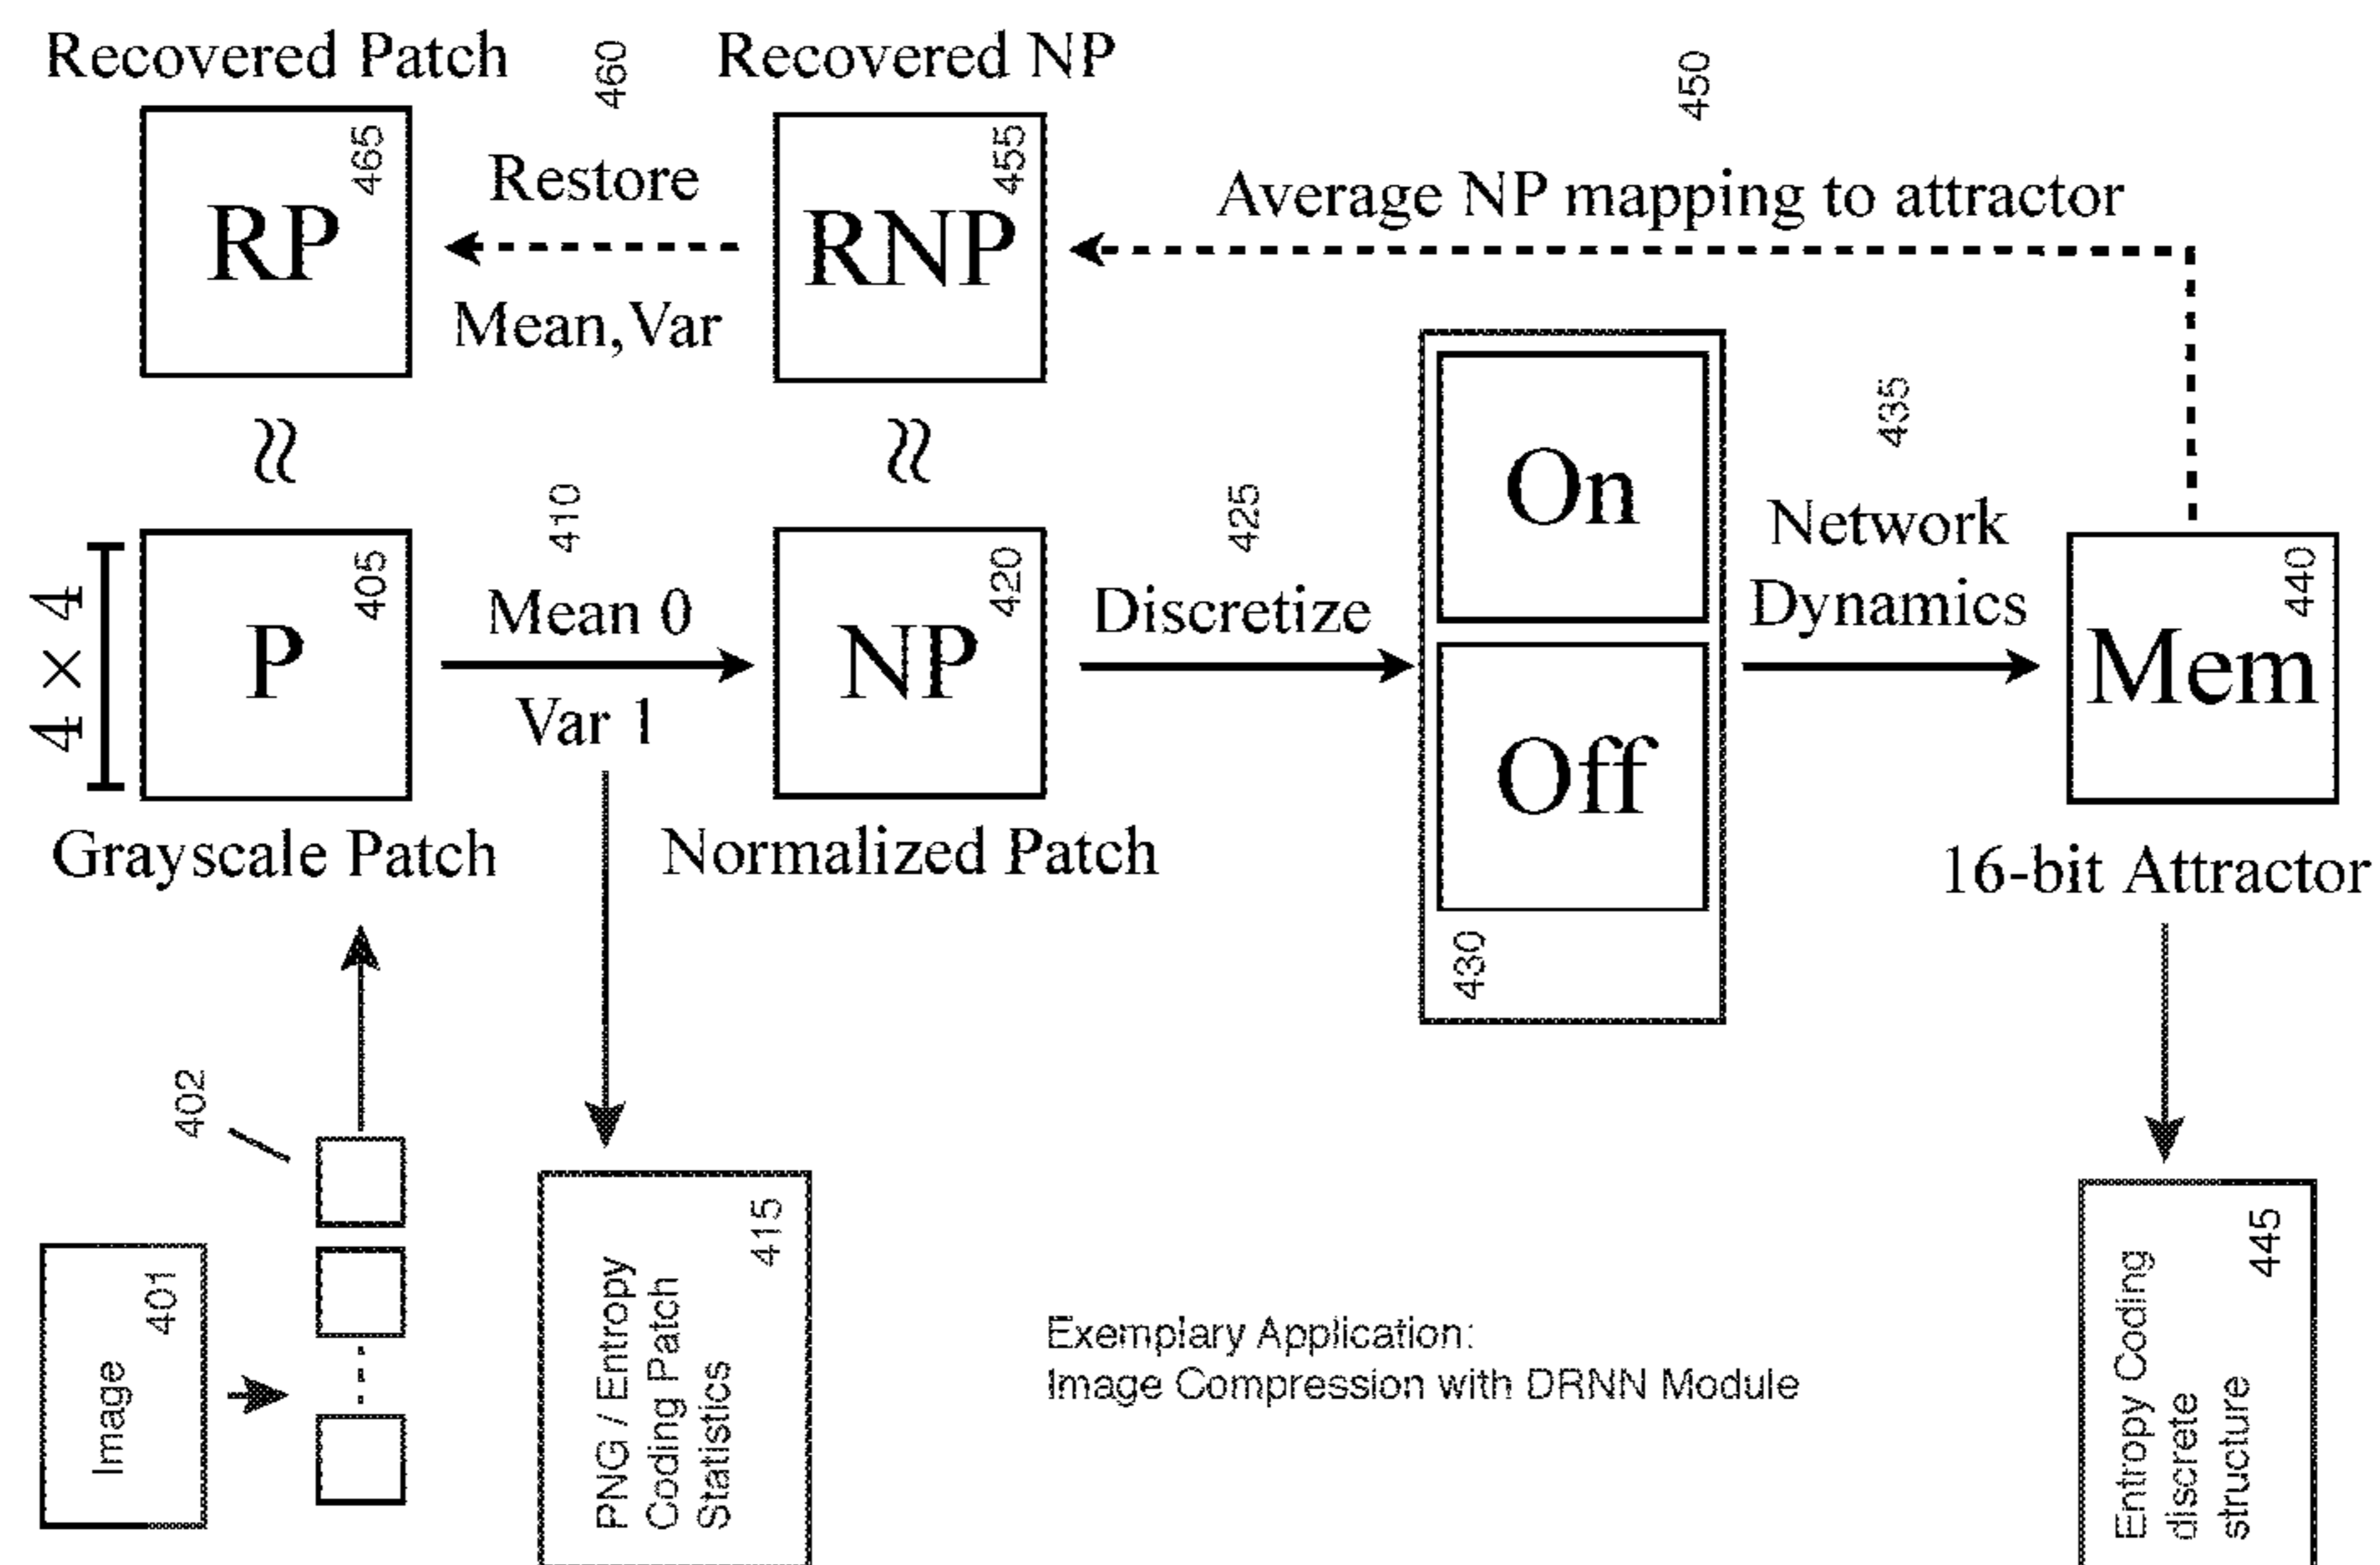 Recovered Patch
460
Recovered NP
450
RP
465
Restore
Mean, Var
RNP
455
Average NP mapping to attractor
≈
≈
4 × 4
P
405
410
Mean 0
Var 1
NP
420
425
Discretize
On
Off
430
435
Network
Dynamics
Mem
440
Grayscale Patch
Normalized Patch
16-bit Attractor
402
Image
401
PNG / Entropy
Coding Patch
Statistics
415
Exemplary Application:
Image Compression with DRNN Module
Entropy Coding
discrete
structure
445